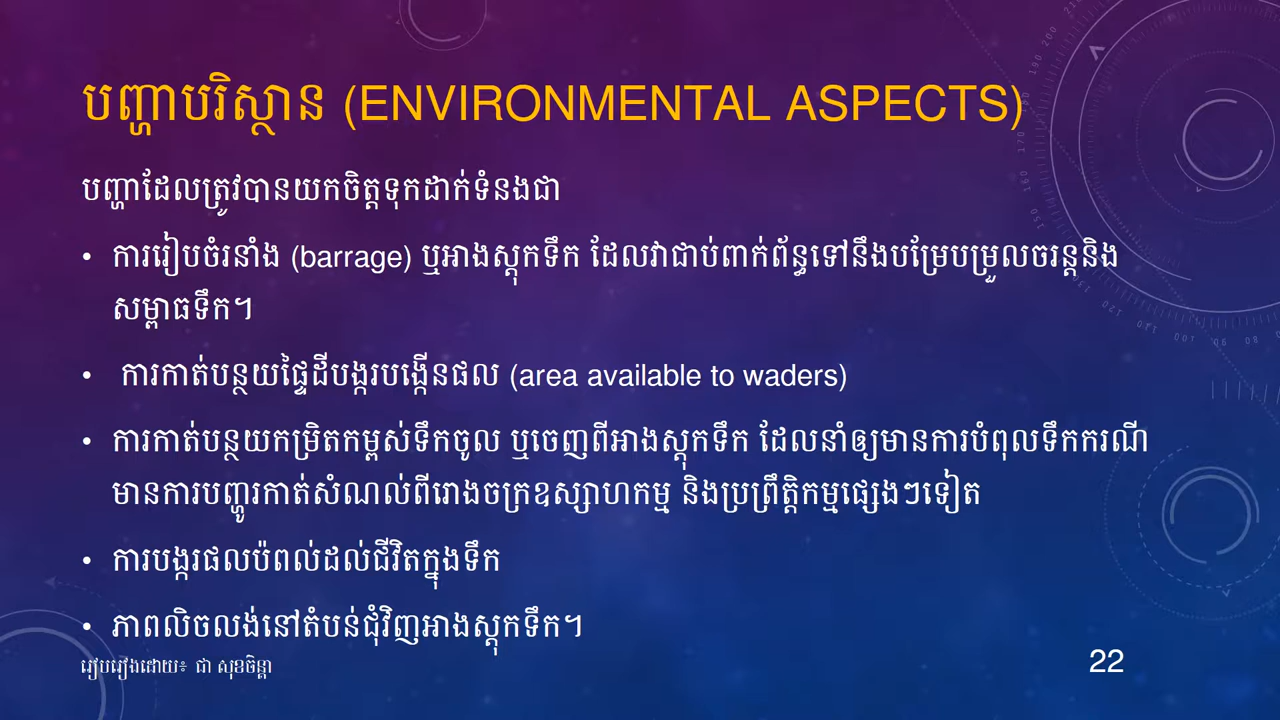 បញ្ហាបរិស្ថាន (ENVIRONMENTAL ASPECTS)
បញ្ហាដែលត្រូវបានយកចិត្តទុកដាក់ទំនងជា
• ការរៀបចំរនាំង (barrage) ឬអាងស្តុកទឹក ដែលវាជាប់ពាក់ព័ន្ធទៅនឹងបម្រែបម្រួលចរន្តនិង
សម្ពាធទឹក។
• ការកាត់បន្ថយផ្ទៃដីបង្ករបង្កើនផល (area available to waders)
• ការកាត់បន្ថយកម្រិតកម្ពស់ទឹកចូល ឬចេញពីអាងស្តុកទឹក ដែលនាំឲ្យមានការបំពុលទឹកករណី
មានការបញ្ហូរកាត់សំណល់ពីរោងចក្រឧស្សាហកម្ម និងប្រព្រឹត្តិកម្មផ្សេងៗទៀត
• ការបង្ករផលប៉ពល់ដល់ជីវិតក្នុងទឹក
• ភាពលិចលង់នៅតំបន់ជុំវិញអាងស្តុកទឹក។
រៀបរៀងដោយ៖ ជា សុខចិន្តា
22